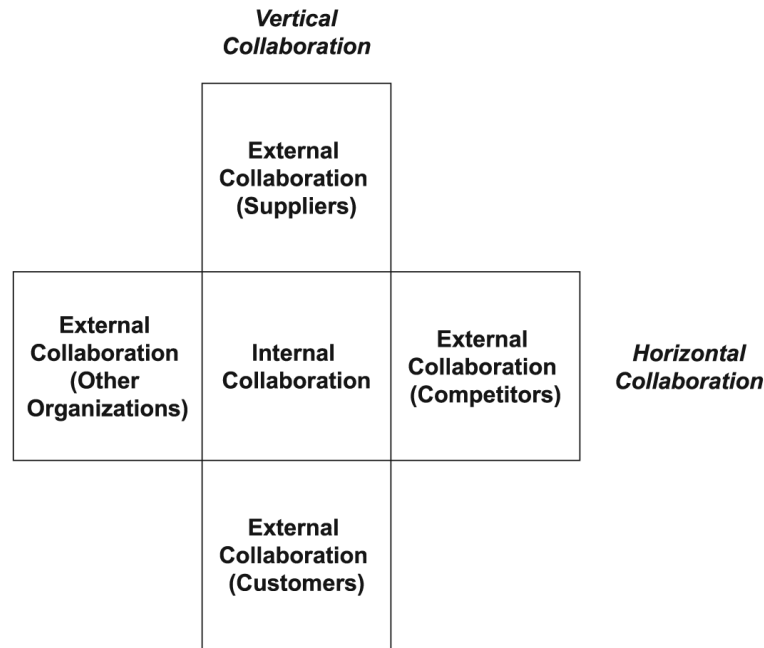 Vertical
Collaboration
External
Collaboration
(Suppliers)
External
Collaboration
(Other
Organizations)
Internal
Collaboration
External
Collaboration
(Competitors)
Horizontal
Collaboration
External
Collaboration
(Customers)